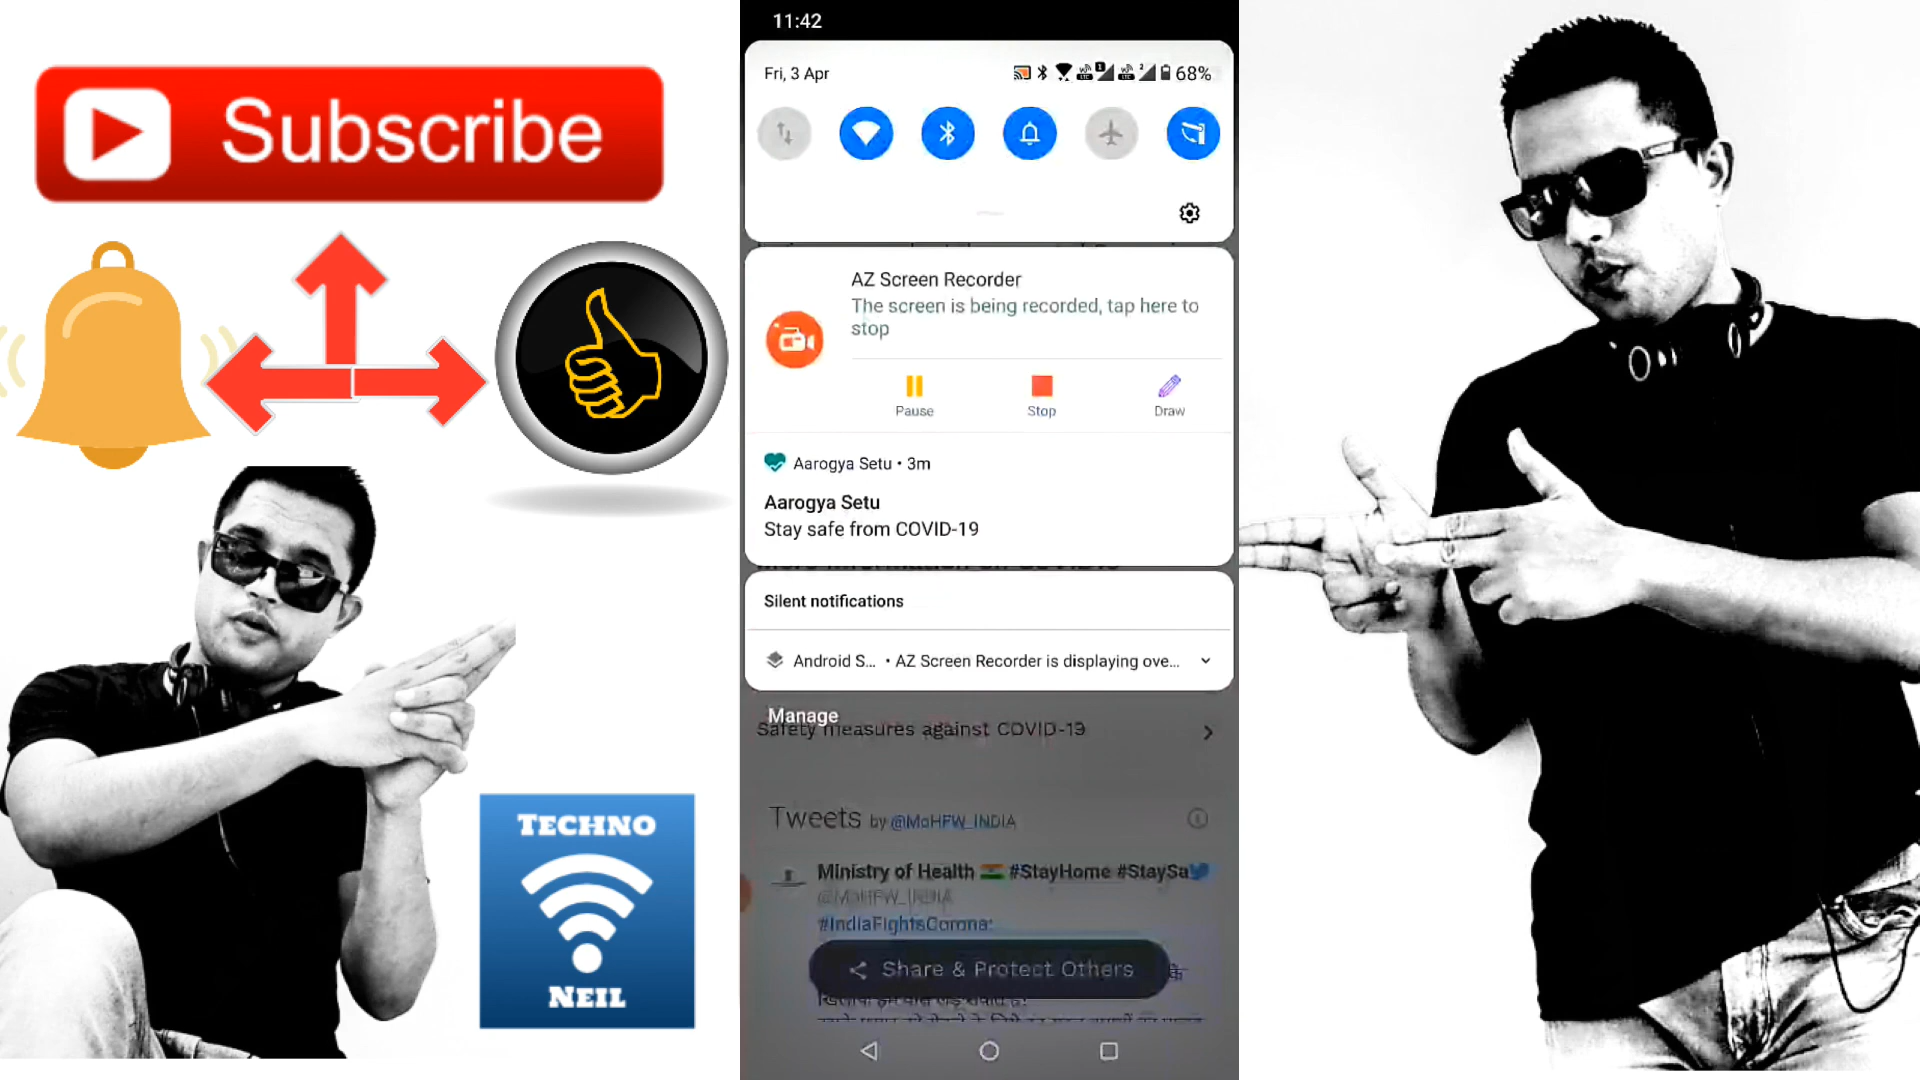 Subscribe
TECHNO
NEIL
11:42
Fri, 3 Apr
68%
AZ Screen Recorder
The screen is being recorded, tap here to
stop
Pause
Stop
Draw
Aarogya Setu • 3m
Aarogya Setu
Stay safe from COVID-19
Silent notifications
Android S... • AZ Screen Recorder is displaying ove...
Manage
Safety measures against COVID-19
Tweets by @MoHFW_INDIA
Ministry of Health #StayHome #StaySa
@MoHFW_INDIA
#IndiaFightsCorona:
Share & Protect Others